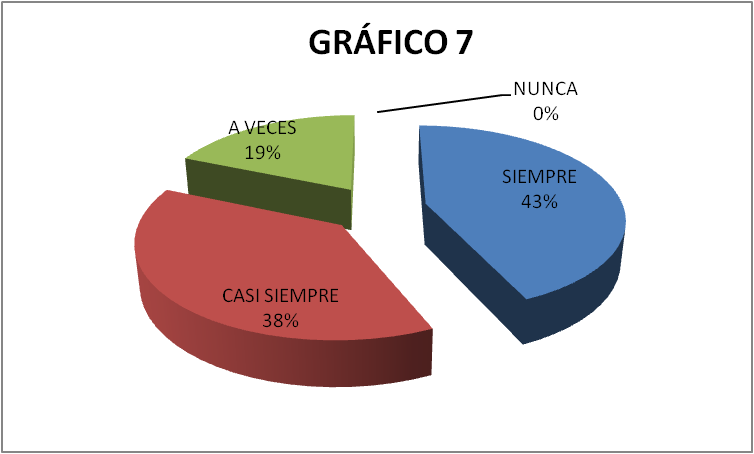 GRÁFICO 7
NUNCA
0%
SIEMPRE
43%
A VECES
19%
CASI SIEMPRE
38%